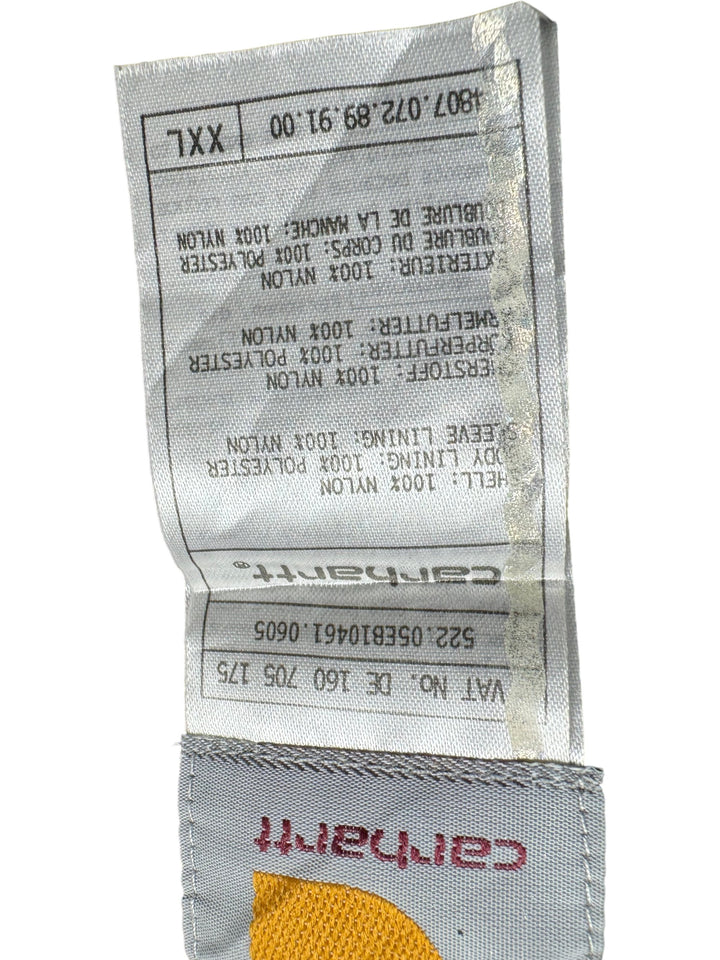 carhartt
VAT No. DE 160 705 175
522.05EB10461.0605
carhartt®
HELL: 100% NYLON
ODY LINING: 100% POLYESTER
SLEEVE LINING: 100% NYLON
ERSTOFF: 100% NYLON
ÖRPERFUTTER: 100% POLYESTER
RMELFUTTER: 100% NYLON
XTERIEUR: 100% NYLON
OUBLURE DU CORPS: 100% POLYESTER
DOUBLURE DE LA MANCHE: 100% NYLON
4807.072.89.91.00 XXL